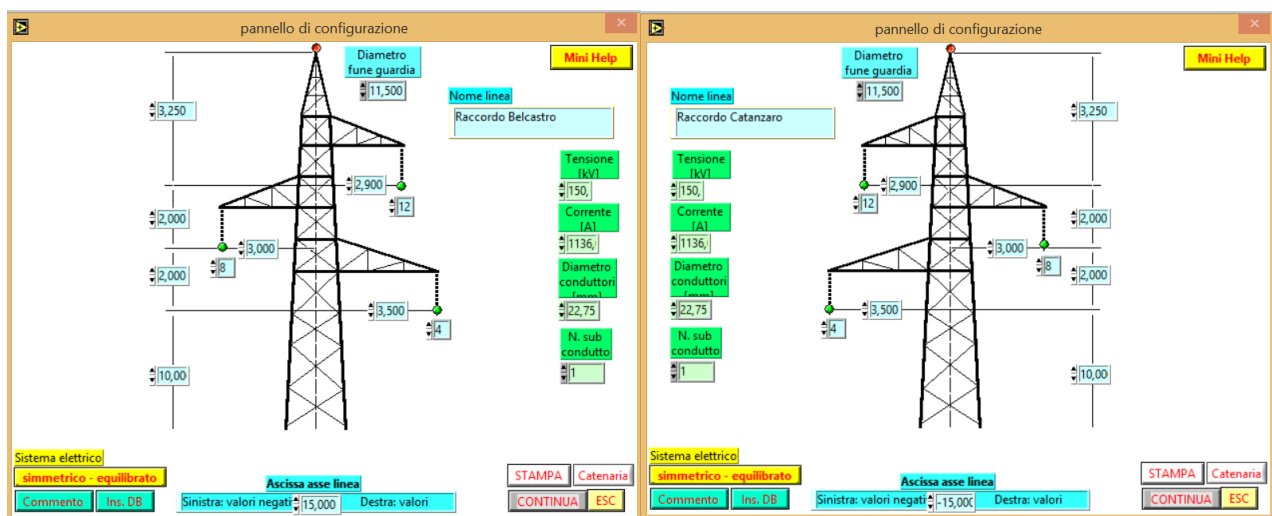 pannello di configurazione
Diametro
fune guardia
11,500
Mini Help
3,250
Nome linea
Raccordo Belcastro
Tensione
[kV]
150,
2,900
12
2,000
Corrente
[A]
1136,
3,000
8
2,000
Diametro
conduttori
[mm]
22,75
3,500
4
N. sub
condutto
1
10,00
Sistema elettrico
simmetrico - equilibrato
Commento
Ins. DB
Ascissa asse linea
Sinistra: valori negati
15,000
Destra: valori
STAMPA
Catenaria
CONTINUA
ESC
pannello di configurazione
Diametro
fune guardia
11,500
Mini Help
Nome linea
Raccordo Catanzaro
3,250
Tensione
[kV]
150,
2,900
12
2,000
Corrente
[A]
1136,
3,000
8
2,000
Diametro
conduttori
[mm]
22,75
3,500
4
N. sub
condutto
1
10,00
Sistema elettrico
simmetrico - equilibrato
Commento
Ins. DB
Ascissa asse linea
Sinistra: valori negati
-15,000
Destra: valori
STAMPA
Catenaria
CONTINUA
ESC